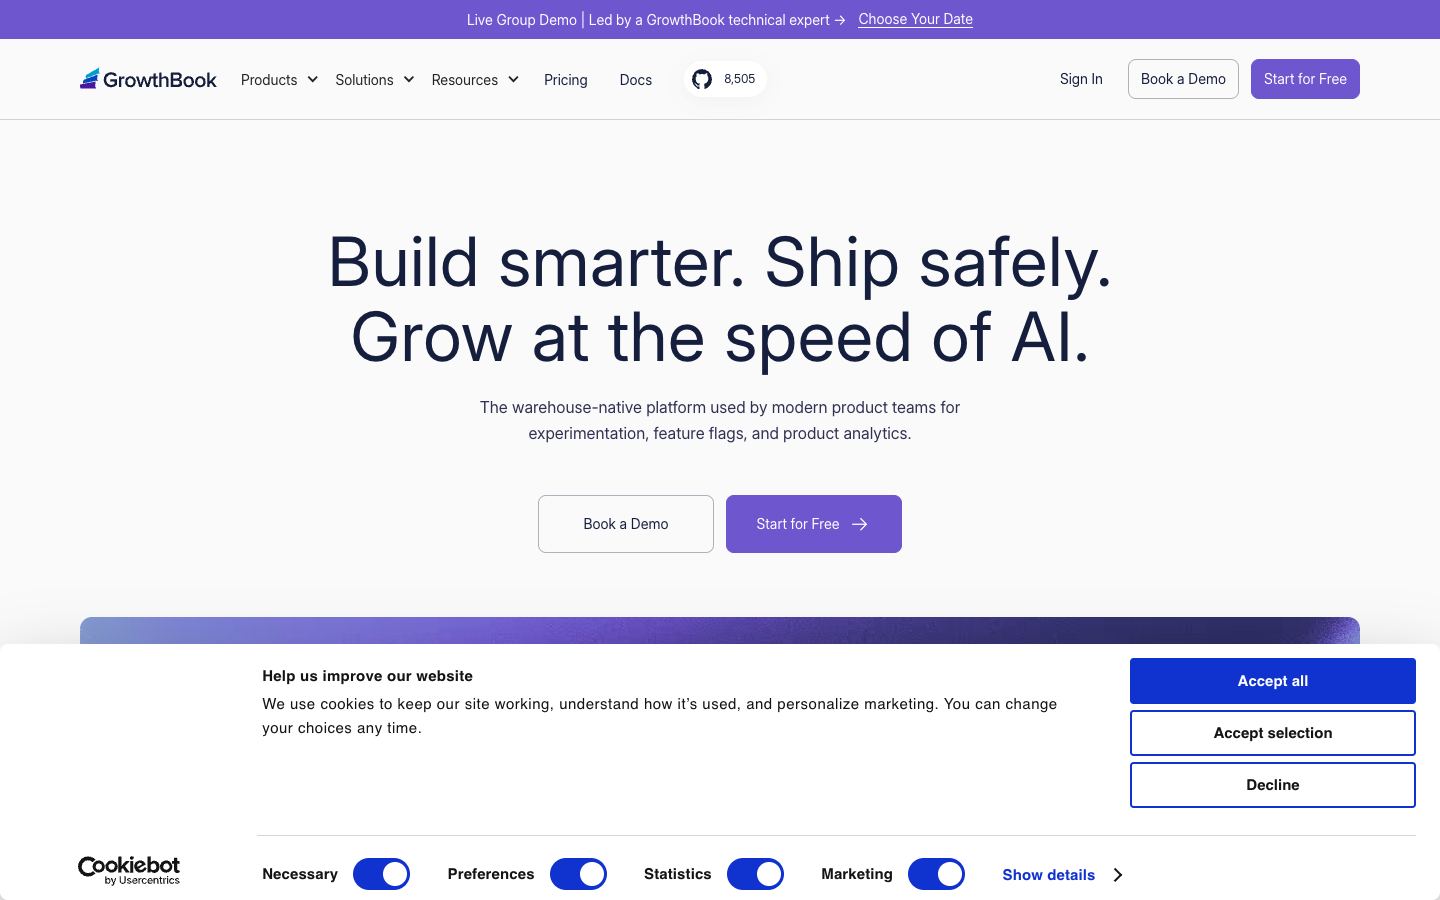 Live Group Demo | Led by a GrowthBook technical expert → Choose Your Date
GrowthBook Products Solutions Resources Pricing Docs 8,505 Sign In Book a Demo Start for Free
Build smarter. Ship safely.
Grow at the speed of AI.
The warehouse-native platform used by modern product teams for
experimentation, feature flags, and product analytics.
Book a Demo Start for Free →
Help us improve our website
We use cookies to keep our site working, understand how it’s used, and personalize marketing. You can change
your choices any time.
Accept all
Accept selection
Decline
Cookiebot
by Usercentrics
Necessary Preferences Statistics Marketing Show details